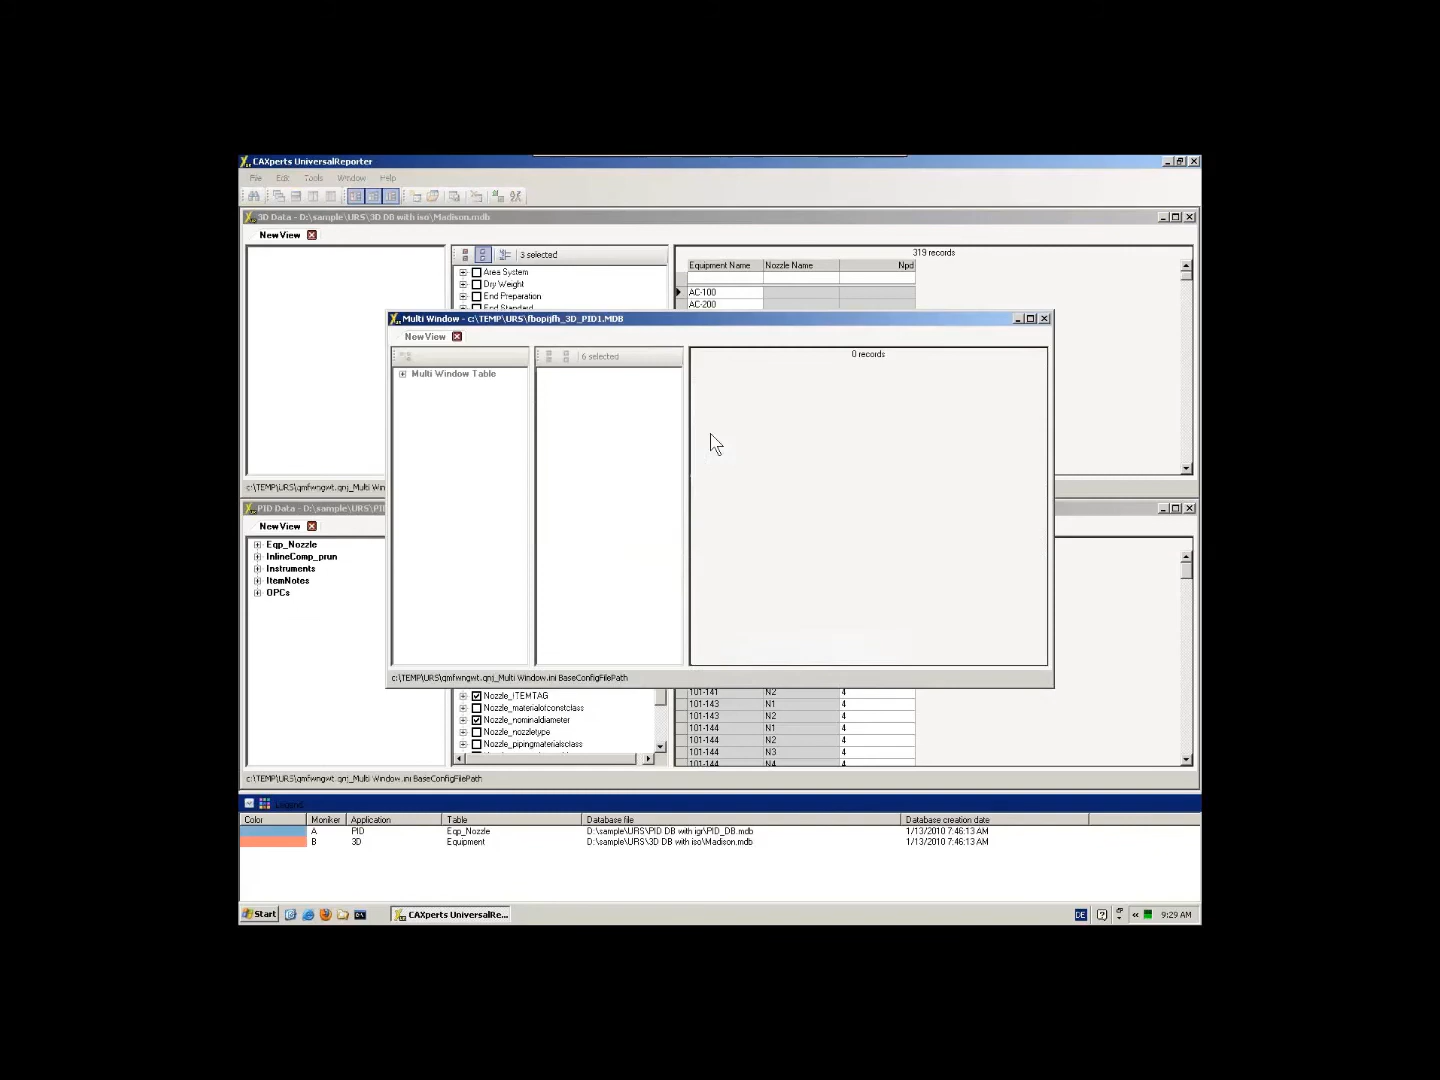 CAXperts UniversalReporter
File Edit Tools Window Help
3D Data - D:\sample\URS\3D DB with iso\Madison.mdb
New View
3 selected
319 records
Area System
Dry Weight
End Preparation
End Standard
Equipment Name Nozzle Name Npd
AC-100
AC-200
c:\TEMP\URS\qmfwngwt.qnj_Multi Win
Multi Window - c:\TEMP\URS\fbopijfh_3D_PID1.MDB
New View
6 selected
0 records
Multi Window Table
c:\TEMP\URS\qmfwngwt.qnj_Multi Window.ini BaseConfigFilePath
PID Data - D:\sample\URS\PI
New View
Eqp_Nozzle
InlineComp_prun
Instruments
ItemNotes
OPCs
Nozzle_ITEMTAG
Nozzle_materialofconstclass
Nozzle_nominaldiameter
Nozzle_nozzletype
Nozzle_pipingmaterialsclass
101-141 N2 4
101-143 N1 4
101-143 N2 4
101-144 N1 4
101-144 N2 4
101-144 N3 4
101-144 N4 4
c:\TEMP\URS\qmfwngwt.qnj_Multi Window.ini BaseConfigFilePath
Legend
Color Moniker Application Table Database file Database creation date
A PID Eqp_Nozzle D:\sample\URS\PID DB with igr\PID_DB.mdb 1/13/2010 7:46:13 AM
B 3D Equipment D:\sample\URS\3D DB with iso\Madison.mdb 1/13/2010 7:46:13 AM
Start CAXperts UniversalRe... DE 9:29 AM